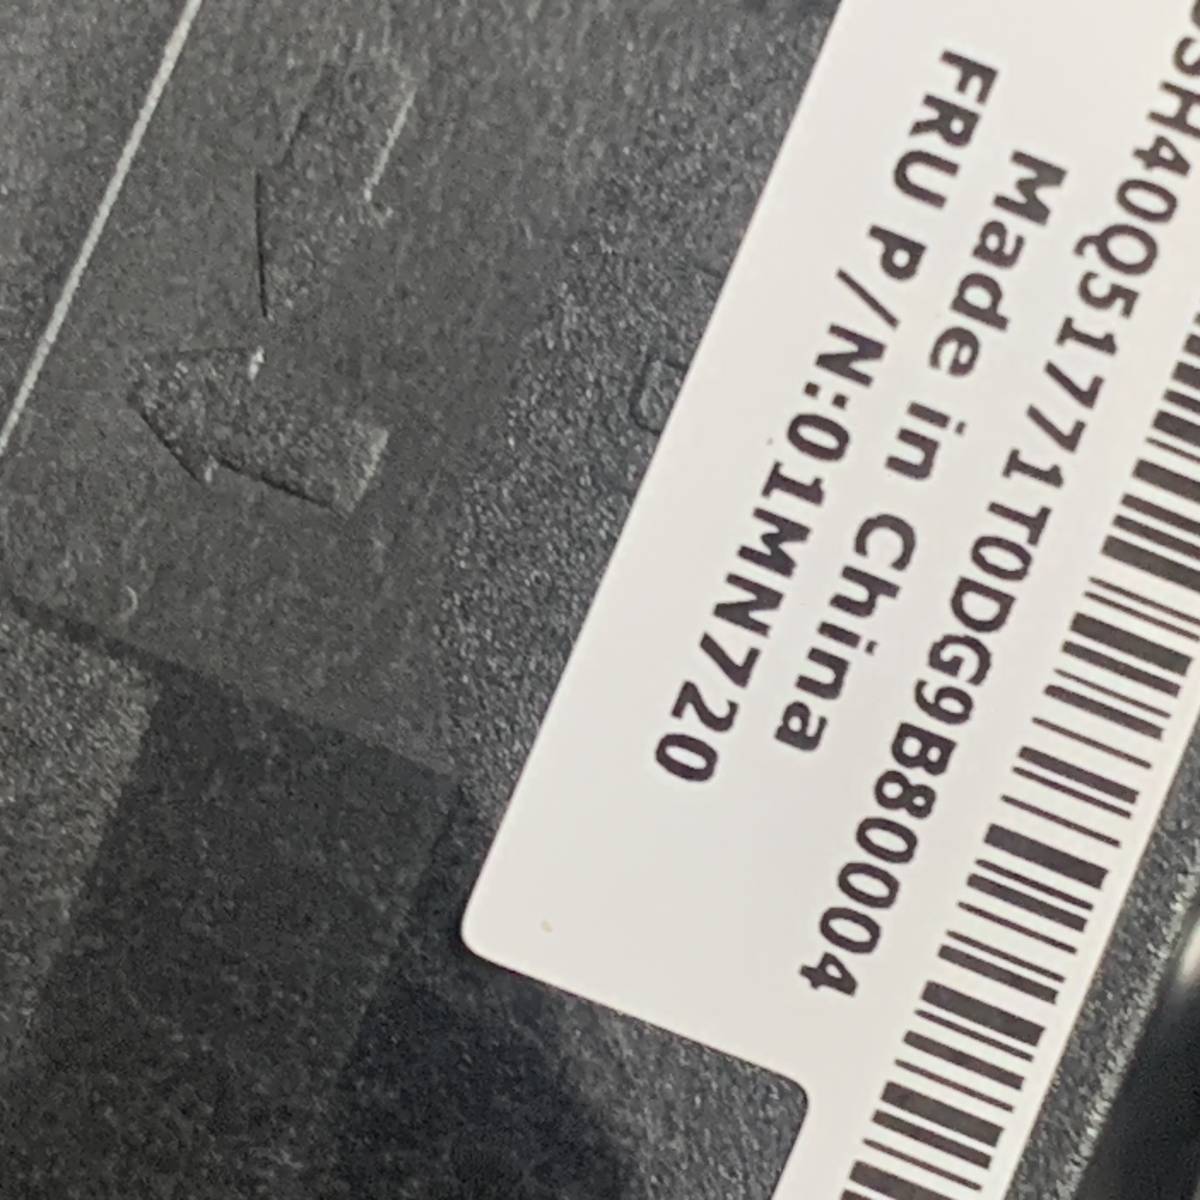 SH40Q51771T0DG9B80004
Made in China
FRU P/N:01MN720